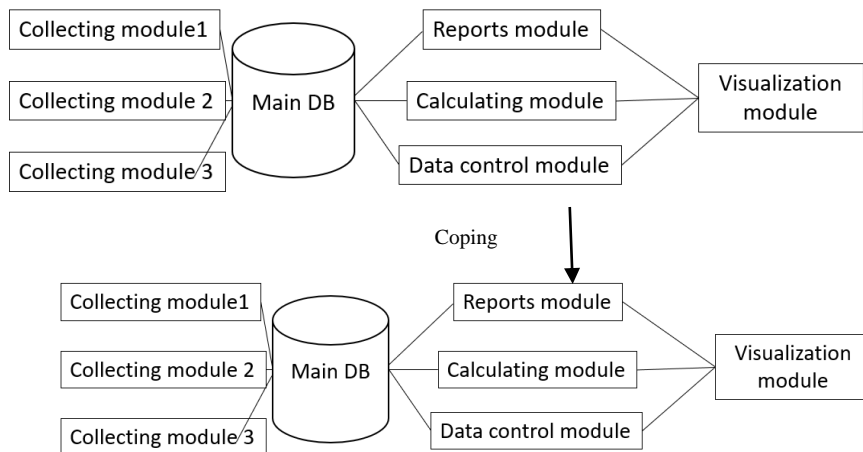 Collecting module1
Collecting module 2
Collecting module 3
Main DB
Reports module
Calculating module
Data control module
Visualization
module
Coping
Collecting module1
Collecting module 2
Collecting module 3
Main DB
Reports module
Calculating module
Data control module
Visualization
module